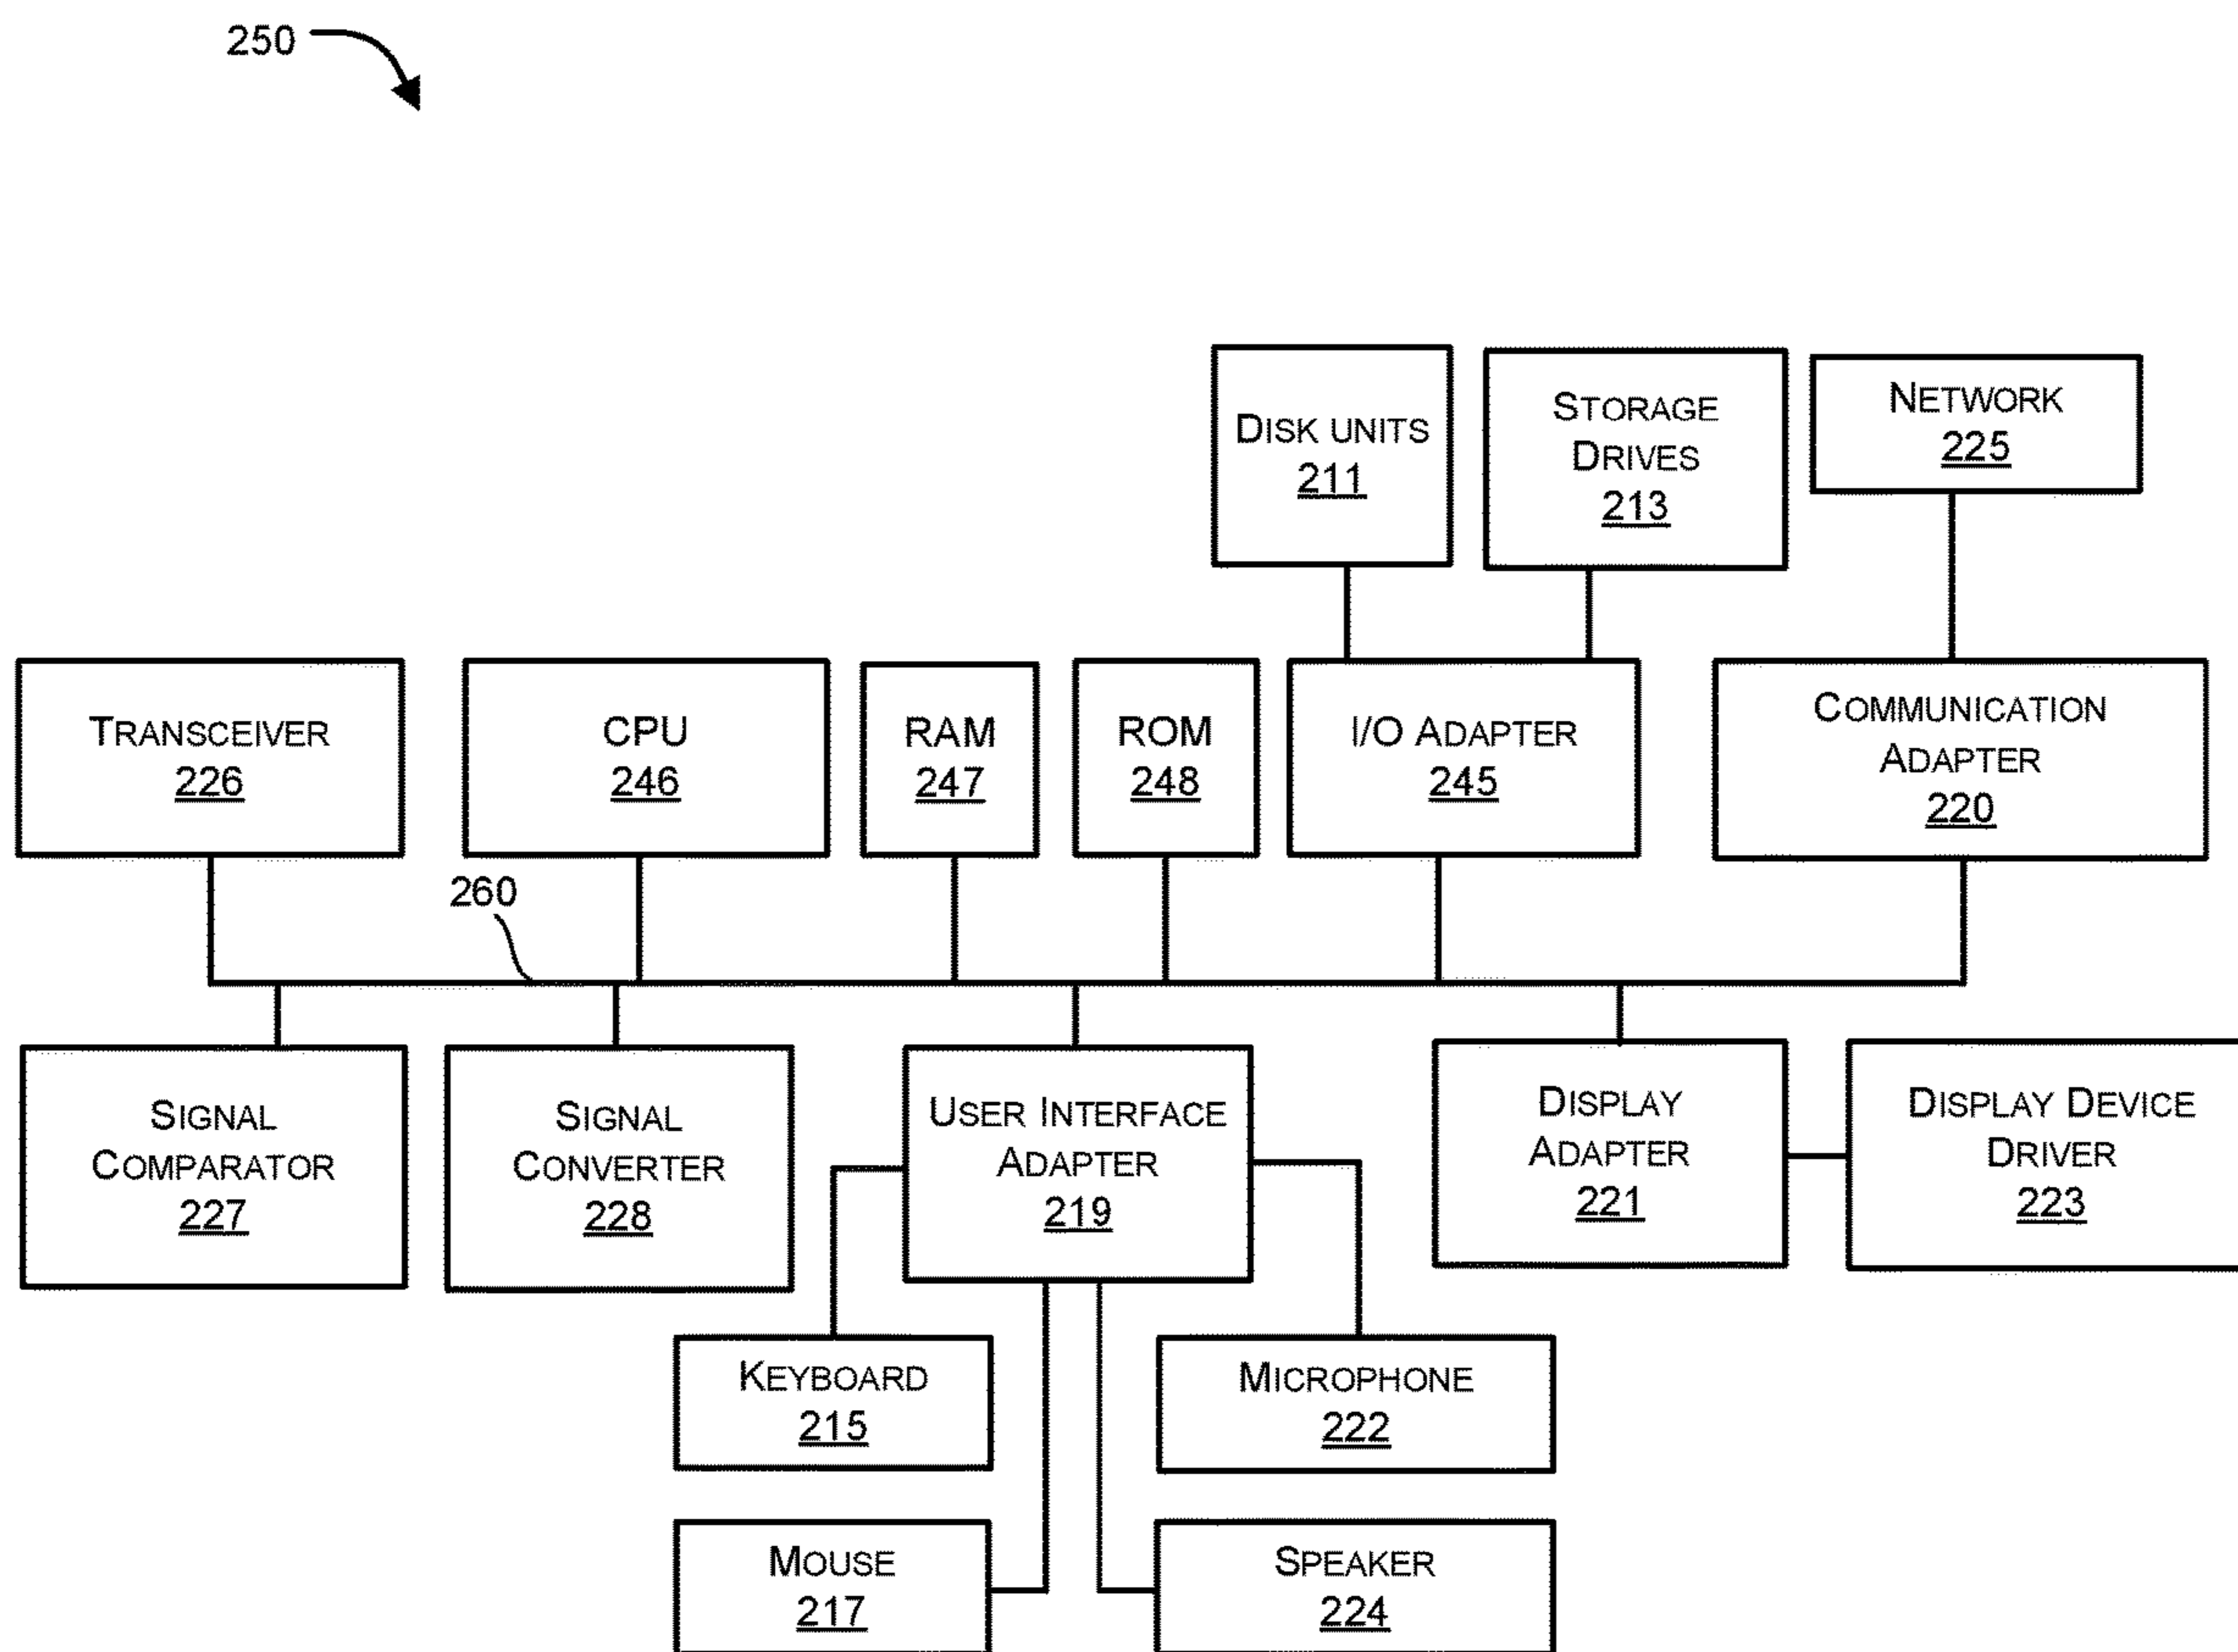 250
DISK UNITS
211
STORAGE
DRIVES
213
NETWORK
225
TRANSCEIVER
226
CPU
246
RAM
247
ROM
248
I/O ADAPTER
245
COMMUNICATION
ADAPTER
220
260
SIGNAL
COMPARATOR
227
SIGNAL
CONVERTER
228
USER INTERFACE
ADAPTER
219
DISPLAY
ADAPTER
221
DISPLAY DEVICE
DRIVER
223
KEYBOARD
215
MICROPHONE
222
MOUSE
217
SPEAKER
224